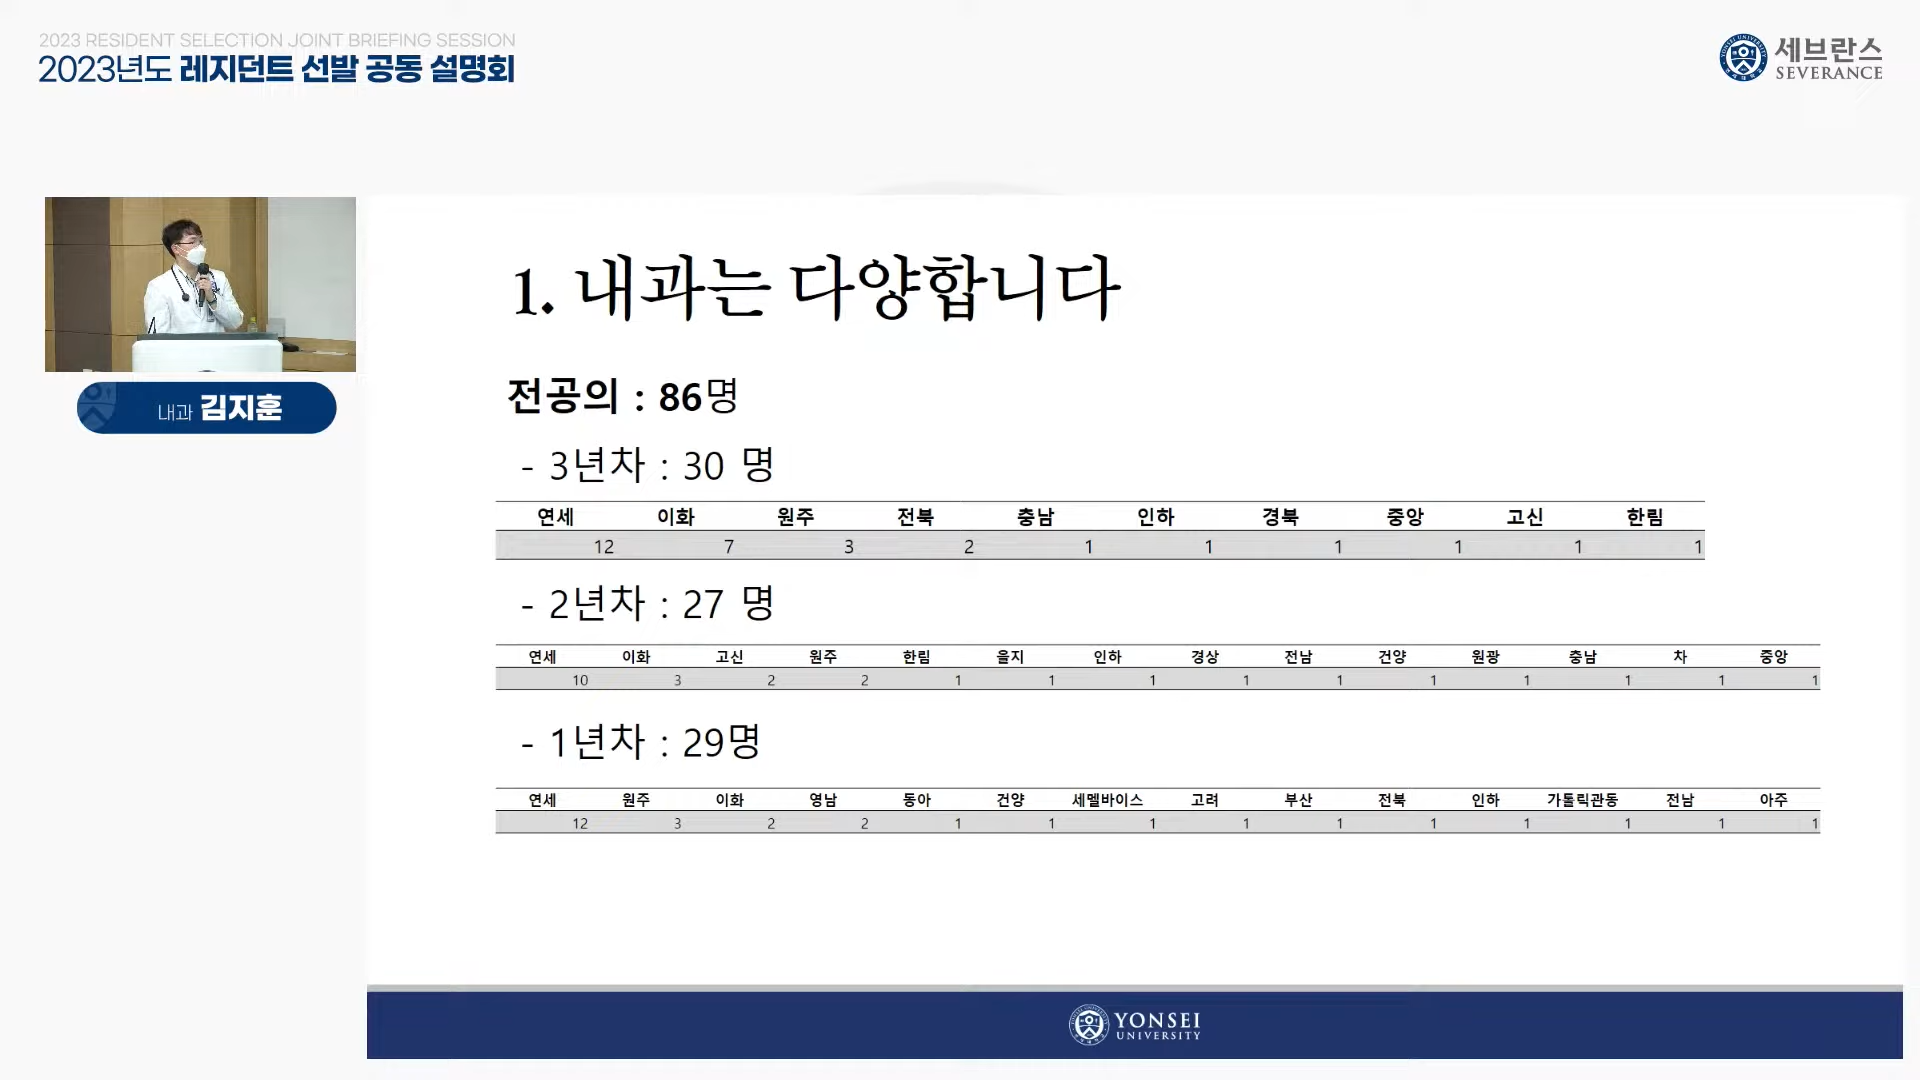 2023 RESIDENT SELECTION JOINT BRIEFING SESSION
2023년도 레지던트 선발 공동 설명회
세브란스
SEVERANCE
내과 김지훈
1. 내과는 다양합니다
전공의 : 86명
- 3년차 : 30 명
연세 이화 원주 전북 충남 인하 경북 중앙 고신 한림
12 7 3 2 1 1 1 1 1 1
- 2년차 : 27 명
연세 이화 고신 원주 한림 을지 인하 경상 전남 건양 원광 충남 차 중앙
10 3 2 2 1 1 1 1 1 1 1 1 1 1
- 1년차 : 29명
연세 원주 이화 영남 동아 건양 세멜바이스 고려 부산 전북 인하 가톨릭관동 전남 아주
12 3 2 2 1 1 1 1 1 1 1 1 1 1
YONSEI
UNIVERSITY